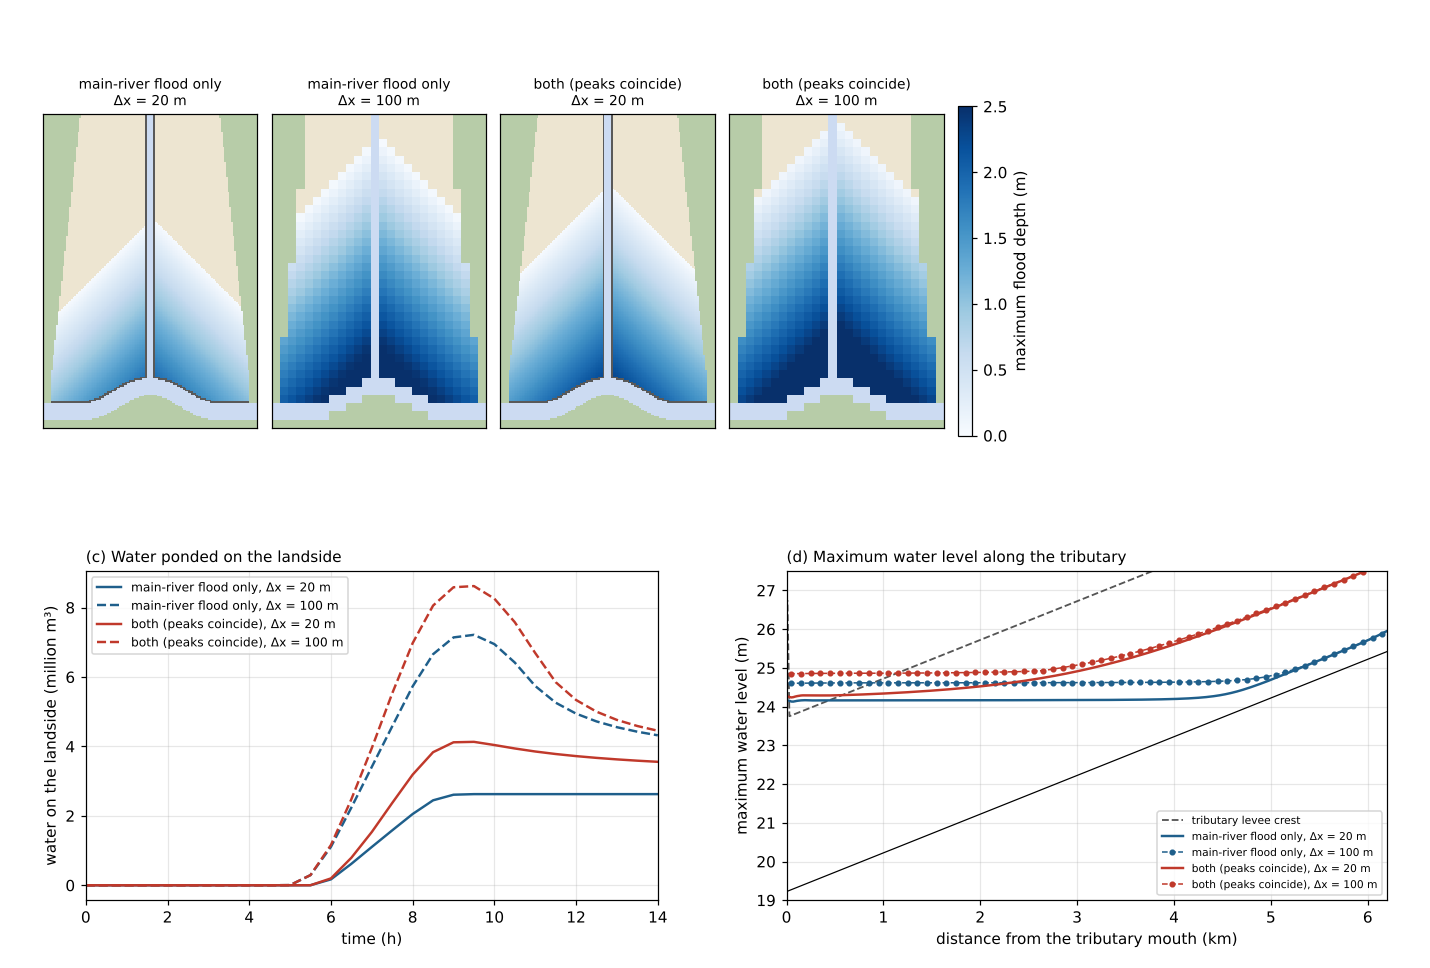 main-river flood only
Δx = 20 m
main-river flood only
Δx = 100 m
both (peaks coincide)
Δx = 20 m
both (peaks coincide)
Δx = 100 m
2.5
2.0
1.5
1.0
0.5
0.0
maximum flood depth (m)
(c) Water ponded on the landside
water on the landside (million m³)
8
6
4
2
0
main-river flood only, Δx = 20 m
main-river flood only, Δx = 100 m
both (peaks coincide), Δx = 20 m
both (peaks coincide), Δx = 100 m
0 2 4 6 8 10 12 14
time (h)
(d) Maximum water level along the tributary
maximum water level (m)
27
26
25
24
23
22
21
20
19
tributary levee crest
main-river flood only, Δx = 20 m
main-river flood only, Δx = 100 m
both (peaks coincide), Δx = 20 m
both (peaks coincide), Δx = 100 m
0 1 2 3 4 5 6
distance from the tributary mouth (km)